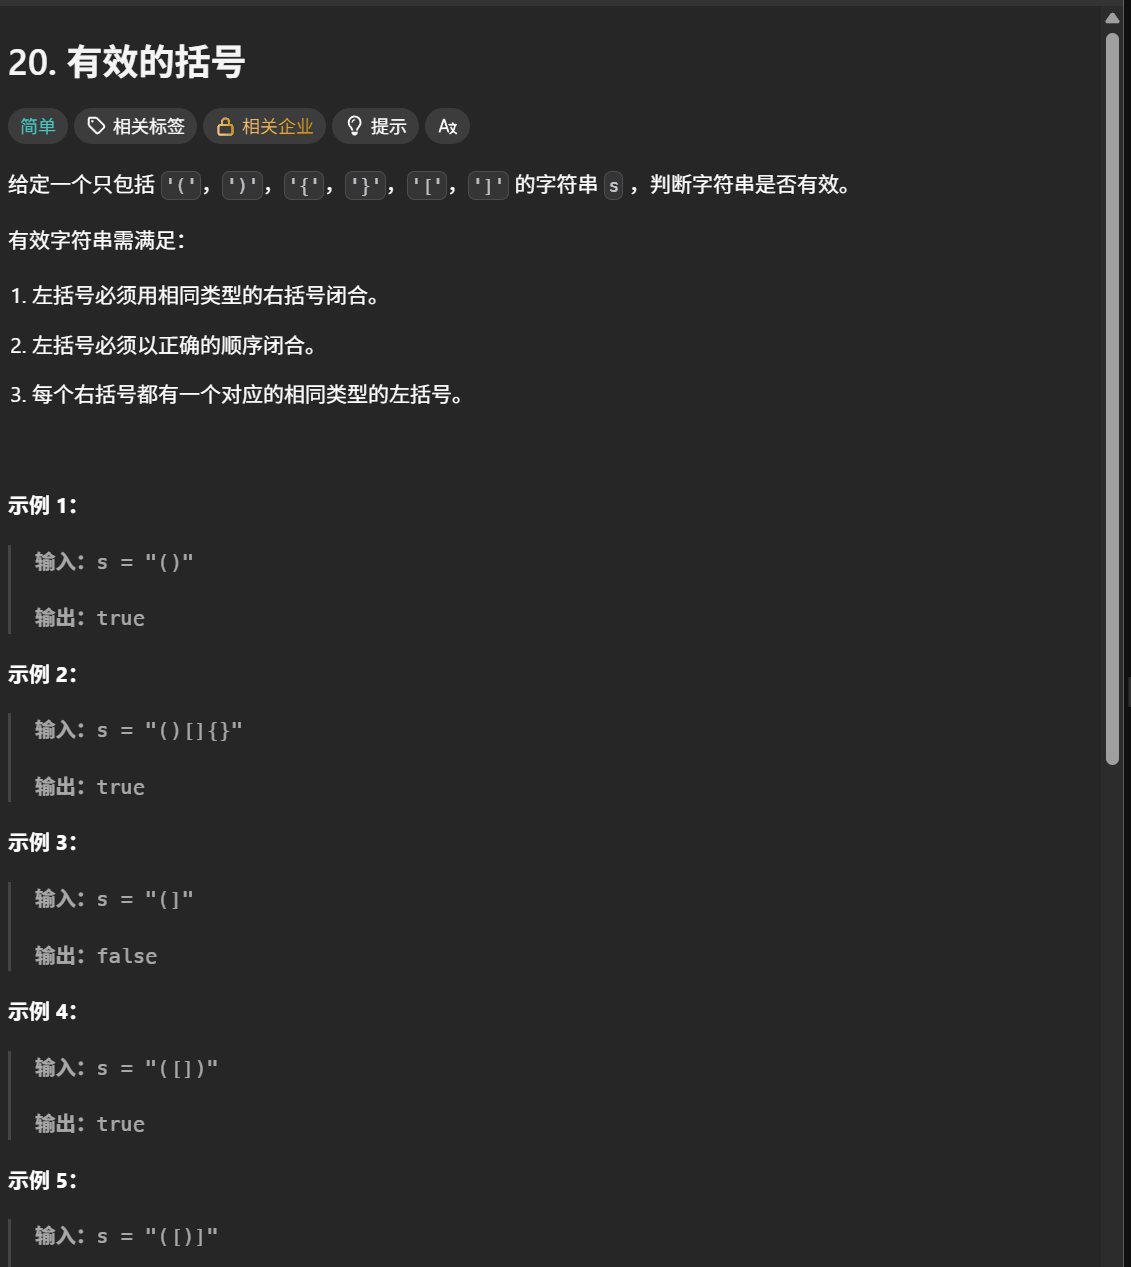 20. 有效的括号
简单 相关标签 相关企业 提示 A文
给定一个只包括 '('，')'，'{'，'}'，'['，']' 的字符串 s ，判断字符串是否有效。
有效字符串需满足：
1. 左括号必须用相同类型的右括号闭合。
2. 左括号必须以正确的顺序闭合。
3. 每个右括号都有一个对应的相同类型的左括号。
示例 1：
输入：s = "()"
输出：true
示例 2：
输入：s = "()[]{}"
输出：true
示例 3：
输入：s = "(]"
输出：false
示例 4：
输入：s = "([])"
输出：true
示例 5：
输入：s = "([)]"